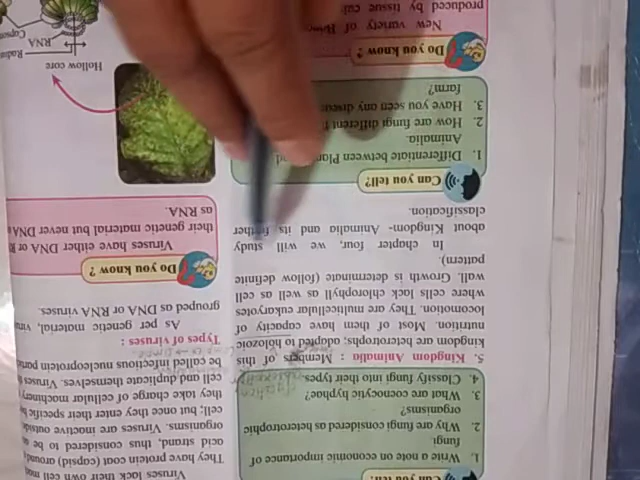 Can you tell?
1. Write a note on economic importance of
fungi
2. Why are fungi considered as heterotrophic
organisms?
3. What are coenocytic hyphae?
4. Classify fungi into their types.
5. Kingdom Animalia : Members of this
kingdom are heterotrophs, adopted to holozoic
nutrition. Most of them have capacity of
locomotion. They are multicellular eukaryotes
where cells lack chlorophyll as well as cell
wall. Growth is determinate (follow definite
pattern).
In chapter four, we will study
about Kingdom- Animalia and its further
classification.
Can you tell?
1. Differentiate between
Animalia.
2. How are fungi different
3. Have you seen any
farm?
Do you know ?
New variety of
produced by tissue
Viruses lack their own cell
They have protein coat (capsid)
acid strand, thus considered to be
organisms. Viruses are inactive outside
cell; but once they enter their specific
they take charge of cellular machinery
cell and duplicate themselves. Viruses
be called infectious nucleoprotein
Types of viruses :
As per genetic material,
grouped as DNA or RNA viruses.
Do you know ?
Viruses have either DNA or
their genetic material but never
as RNA.
Hollow core
RNA